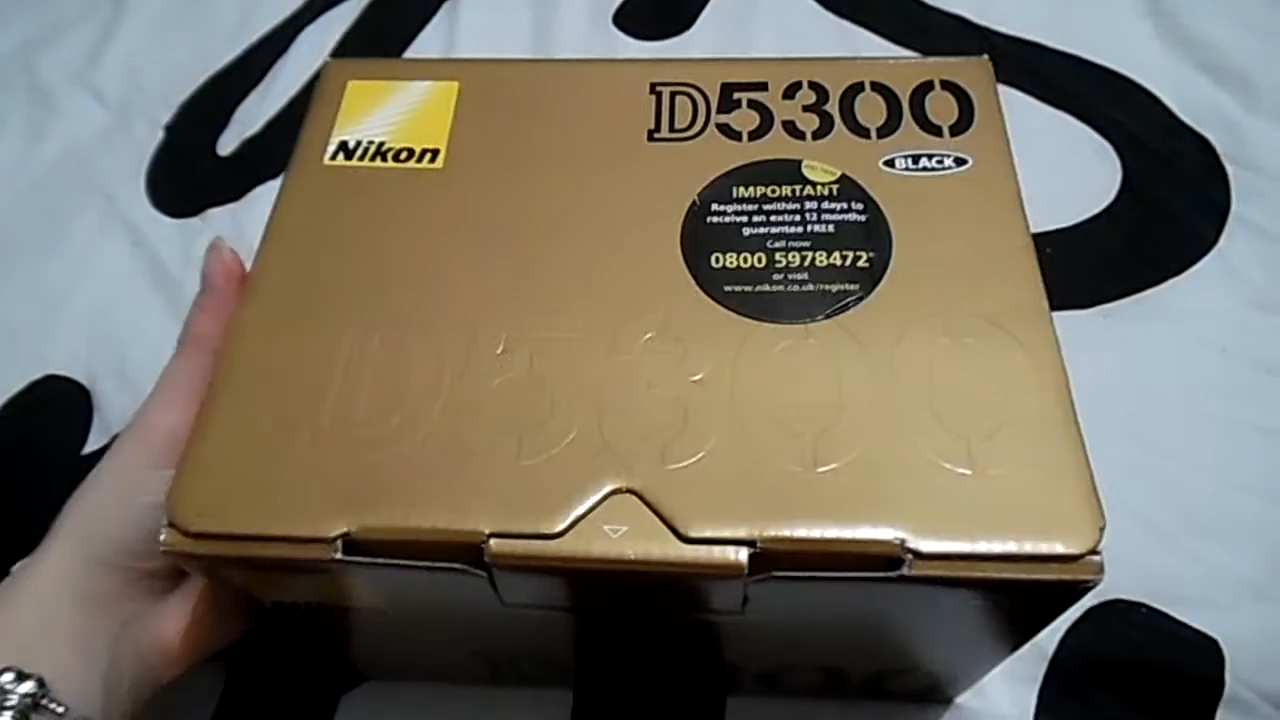 Nikon
D5300
BLACK
IMPORTANT
Register within 30 days to
receive an extra 12 months*
guarantee FREE
Call now
0800 5978472*
or visit
www.nikon.co.uk/register
D5300